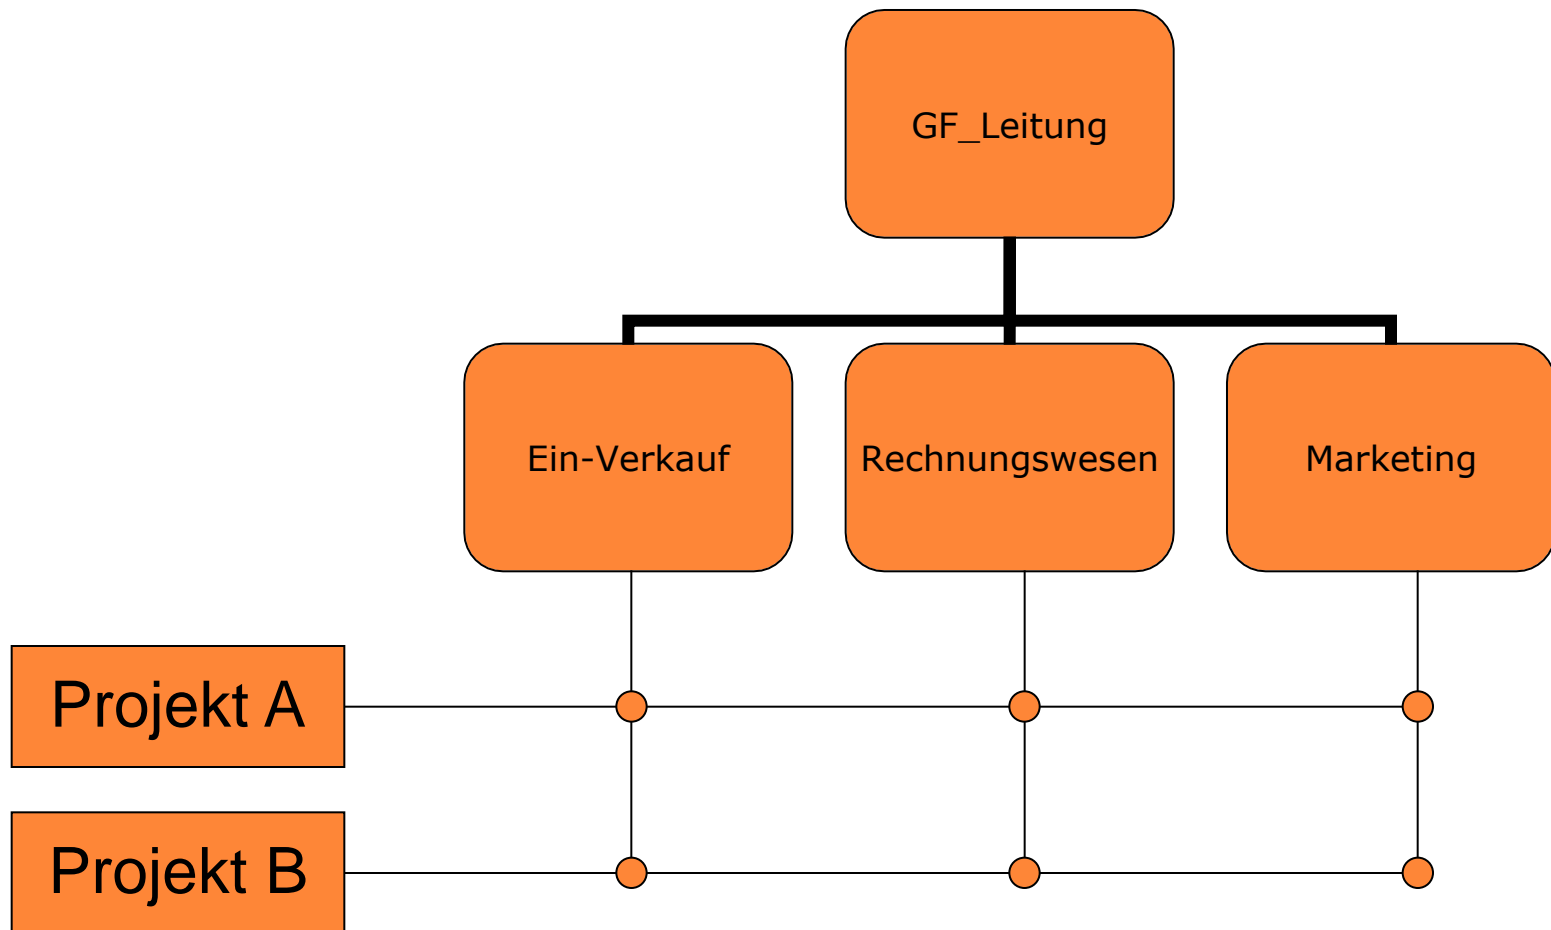 GF_Leitung
Ein-Verkauf
Rechnungswesen
Marketing
Projekt A
Projekt B